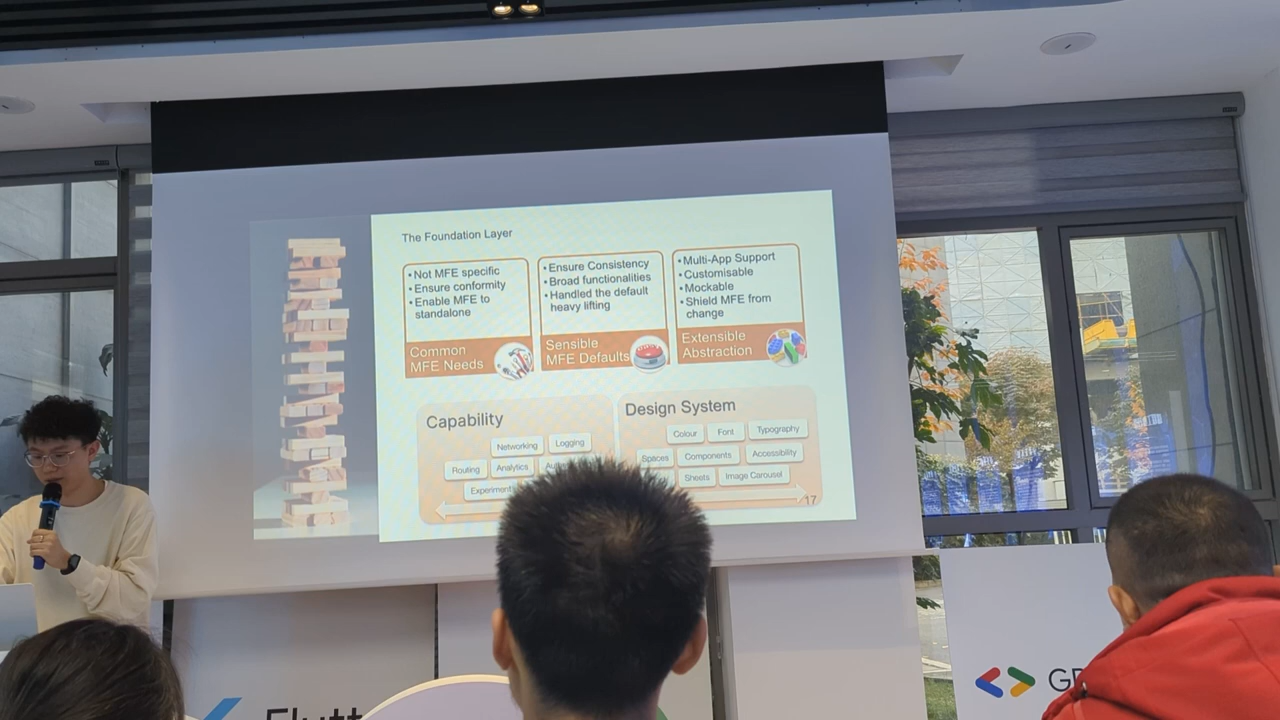 The Foundation Layer
• Not MFE specific
• Ensure conformity
• Enable MFE to
standalone
Common
MFE Needs
• Ensure Consistency
• Broad functionalities
• Handled the default
heavy lifting
Sensible
MFE Defaults
• Multi-App Support
• Customisable
• Mockable
• Shield MFE from
change
Extensible
Abstraction
Capability
Networking Logging
Routing Analytics
Design System
Colour Font Typography
Spaces Components Accessibility
Sheets Image Carousel
17